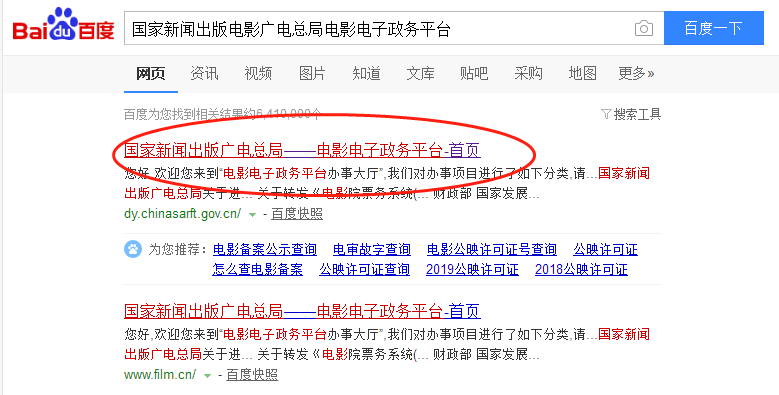 Bai du 百度
国家新闻出版电影广电总局电影电子政务平台
百度一下
网页 资讯 视频 图片 知道 文库 贴吧 采购 地图 更多»
百度为您找到相关结果约6,410,000个
搜索工具
国家新闻出版广电总局——电影电子政务平台-首页
您好,欢迎您来到“电影电子政务平台办事大厅”,我们对办事项目进行了如下分类,请...国家新闻
出版广电总局关于进... 关于转发《电影院票务系统(... 财政部 国家发展...
dy.chinasarft.gov.cn/ - 百度快照
为您推荐: 电影备案公示查询 电审故字查询 电影公映许可证号查询 公映许可证
怎么查电影备案 公映许可证查询 2019公映许可证 2018公映许可证
国家新闻出版广电总局——电影电子政务平台-首页
您好,欢迎您来到“电影电子政务平台办事大厅”,我们对办事项目进行了如下分类,请...国家新闻
出版广电总局关于进... 关于转发《电影院票务系统(... 财政部 国家发展...
www.film.cn/ - 百度快照